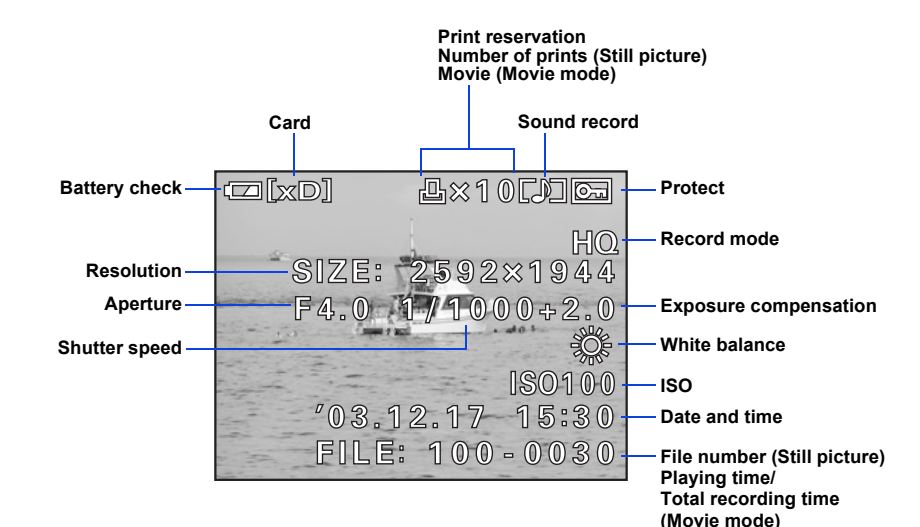 Print reservation
Number of prints (Still picture)
Movie (Movie mode)
Card
Sound record
Battery check
[xD]
×10[♪]
Protect
HQ
Record mode
Resolution
SIZE: 2592×1944
Aperture
F4.0 1/1000+2.0
Exposure compensation
Shutter speed
White balance
ISO100
ISO
'03.12.17 15:30
Date and time
FILE: 100-0030
File number (Still picture)
Playing time/
Total recording time
(Movie mode)